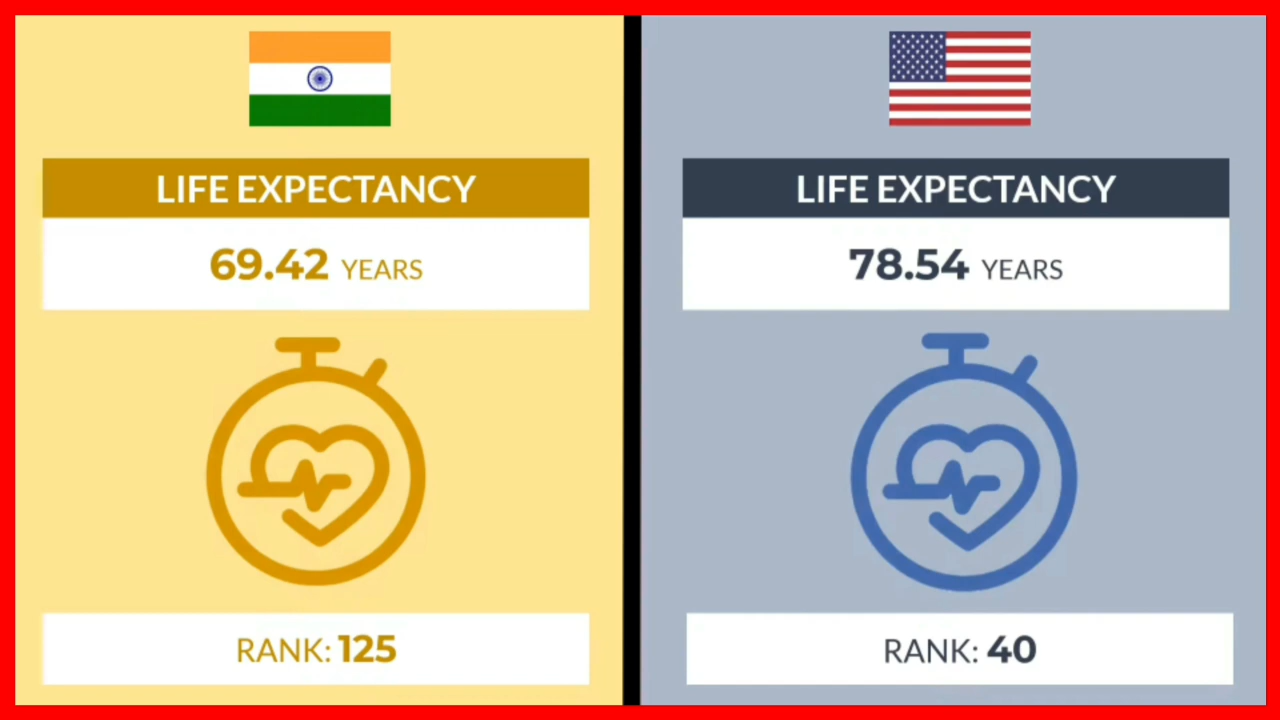 LIFE EXPECTANCY
69.42 YEARS
RANK: 125
LIFE EXPECTANCY
78.54 YEARS
RANK: 40